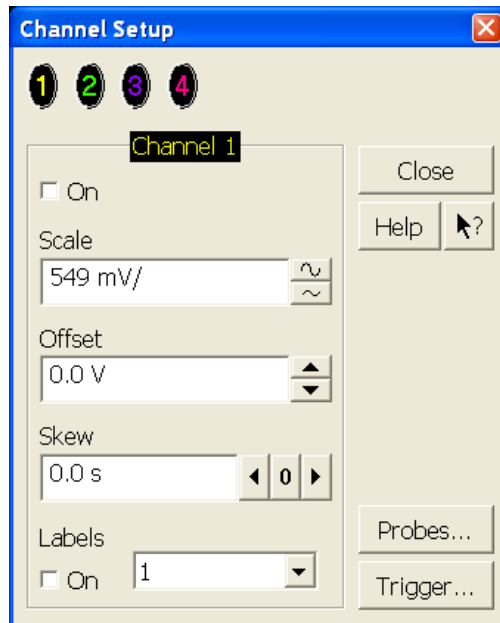 Channel Setup
1 2 3 4
Channel 1
On
Close
Help ?
Scale
549 mV/
Offset
0.0 V
Skew
0.0 s
0
Labels
On
1
Probes...
Trigger...